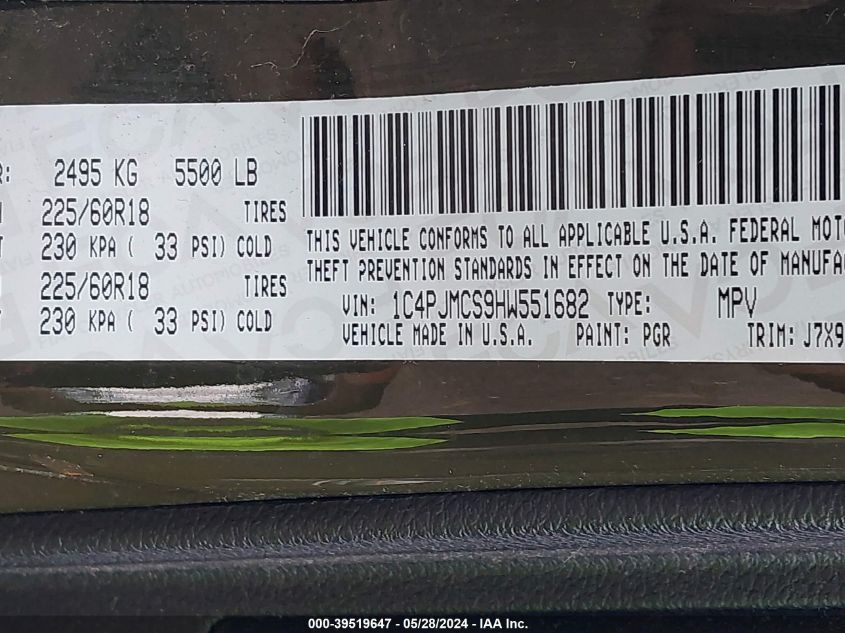 R: 2495 KG 5500 LB
225/60R18 TIRES
230 KPA ( 33 PSI) COLD
225/60R18 TIRES
230 KPA ( 33 PSI) COLD
THIS VEHICLE CONFORMS TO ALL APPLICABLE U.S.A. FEDERAL MOTO
THEFT PREVENTION STANDARDS IN EFFECT ON THE DATE OF MANUFA
VIN: 1C4PJMCS9HW551682 TYPE: MPV
VEHICLE MADE IN U.S.A. PAINT: PGR TRIM: J7X9
000-39519647 - 05/28/2024 - IAA Inc.